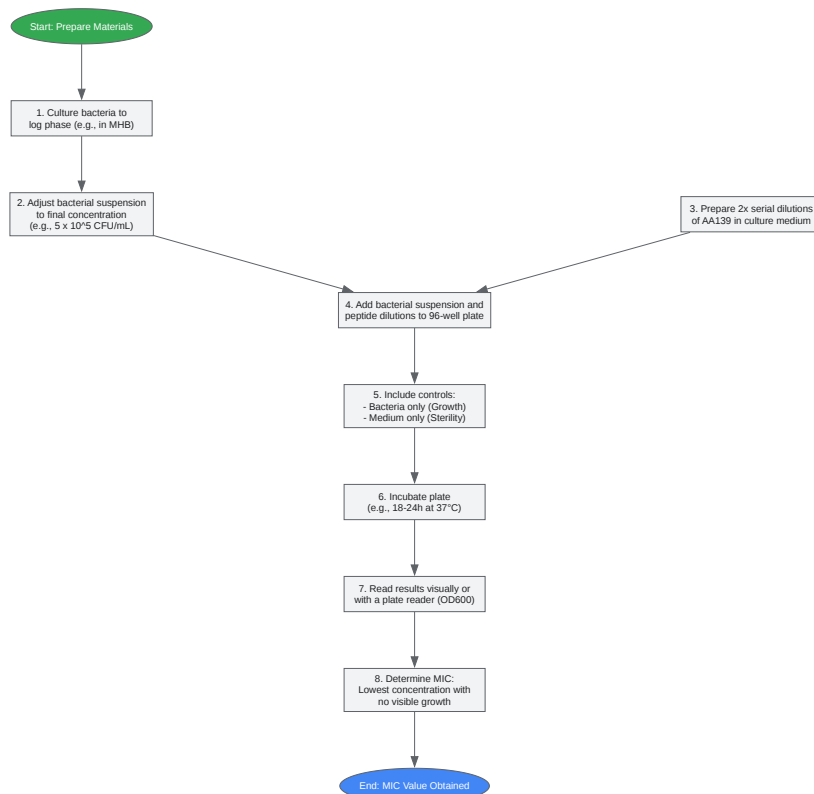 Start: Prepare Materials
1. Culture bacteria to
log phase (e.g., in MHB)
2. Adjust bacterial suspension
to final concentration
(e.g., 5 x 10^5 CFU/mL)
3. Prepare 2x serial dilutions
of AA139 in culture medium
4. Add bacterial suspension and
peptide dilutions to 96-well plate
5. Include controls:
- Bacteria only (Growth)
- Medium only (Sterility)
6. Incubate plate
(e.g., 18-24h at 37°C)
7. Read results visually or
with a plate reader (OD600)
8. Determine MIC:
Lowest concentration with
no visible growth
End: MIC Value Obtained